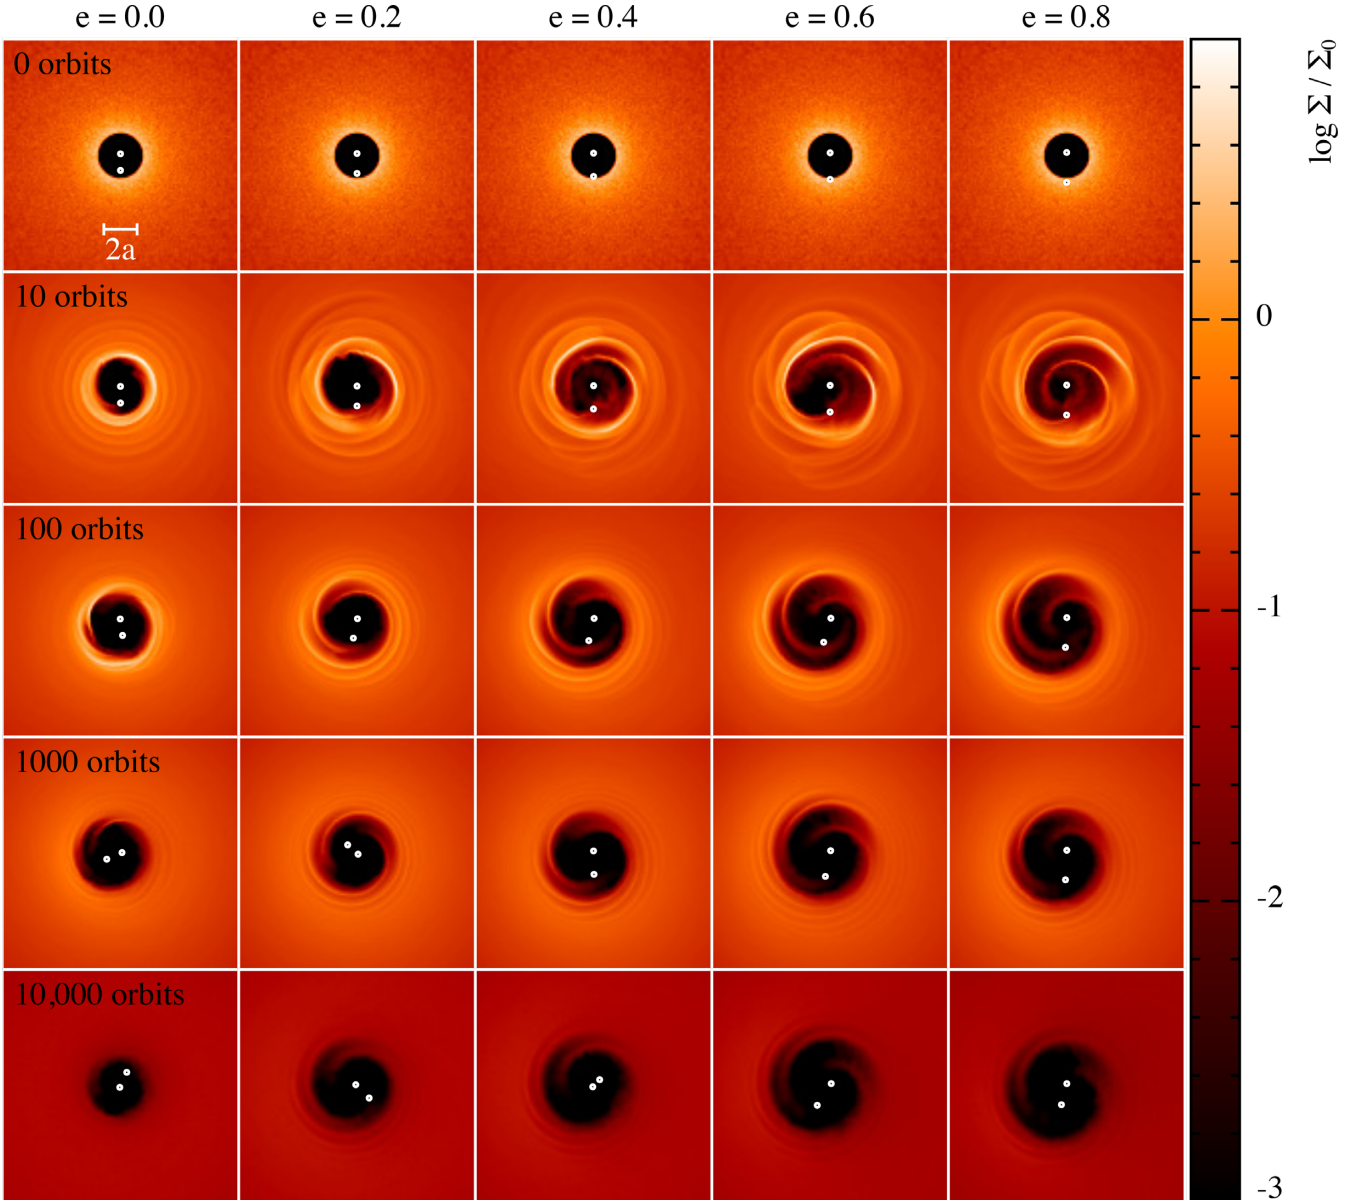 e = 0.0 e = 0.2 e = 0.4 e = 0.6 e = 0.8
0 orbits
2a
10 orbits
100 orbits
1000 orbits
10,000 orbits
log Σ / Σ₀
0
-1
-2
-3